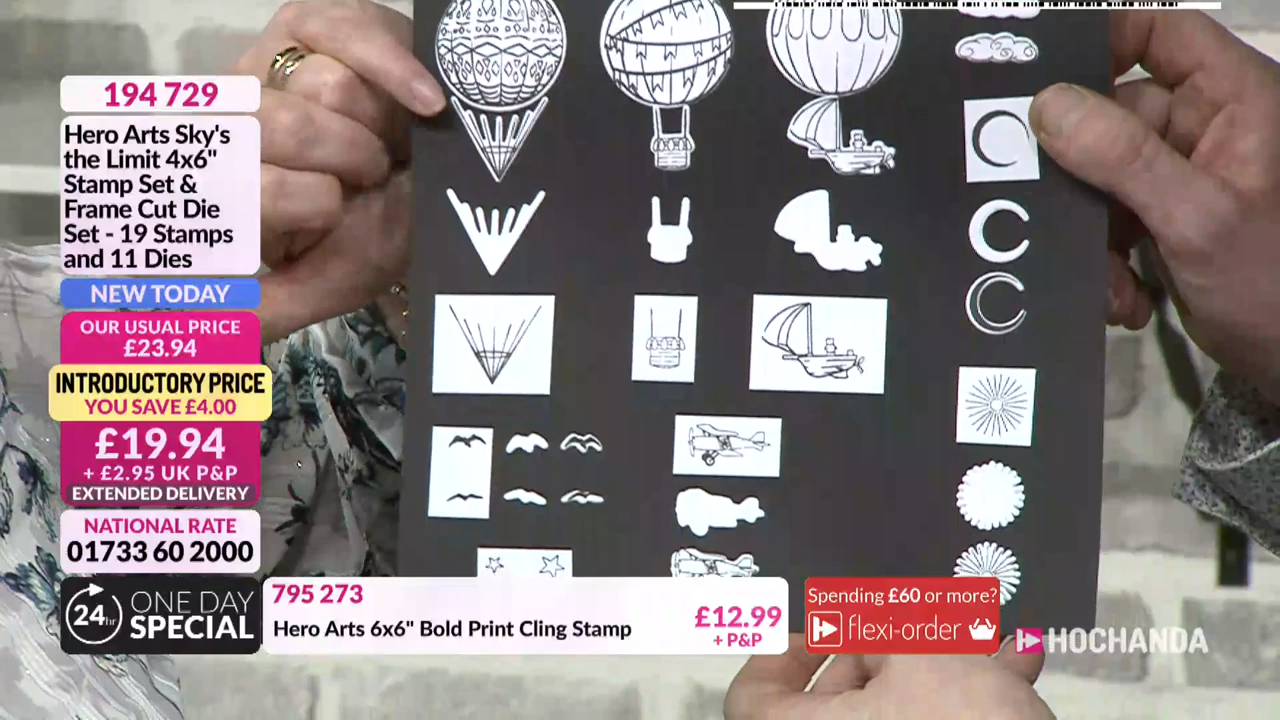 194 729
Hero Arts Sky's
the Limit 4x6"
Stamp Set &
Frame Cut Die
Set - 19 Stamps
and 11 Dies
NEW TODAY
OUR USUAL PRICE
£23.94
INTRODUCTORY PRICE
YOU SAVE £4.00
£19.94
+ £2.95 UK P&P
EXTENDED DELIVERY
NATIONAL RATE
01733 60 2000
24hr
ONE DAY
SPECIAL
795 273
Hero Arts 6x6" Bold Print Cling Stamp
£12.99
+ P&P
Spending £60 or more?
flexi-order
HOCHANDA